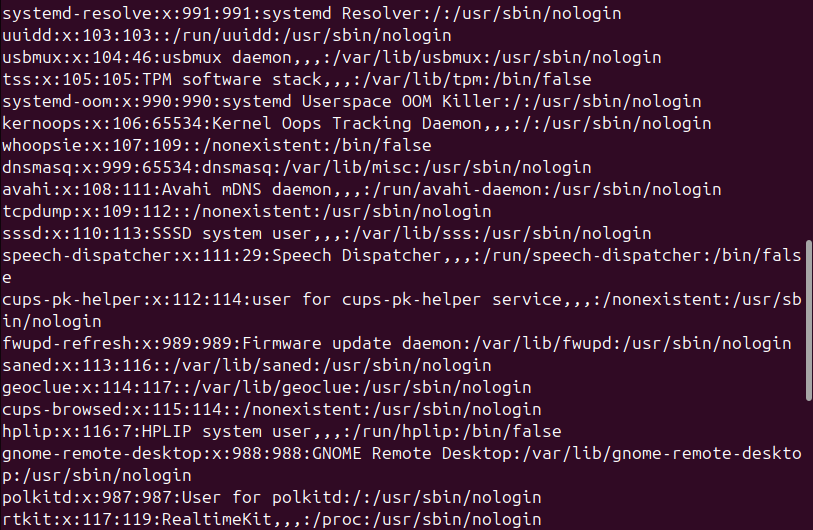 systemd-resolve:x:991:991:systemd Resolver:/:/usr/sbin/nologin
uuidd:x:103:103::/run/uuidd:/usr/sbin/nologin
usbmux:x:104:46:usbmux daemon,,,:/var/lib/usbmux:/usr/sbin/nologin
tss:x:105:105:TPM software stack,,,:/var/lib/tpm:/bin/false
systemd-oom:x:990:990:systemd Userspace OOM Killer:/:/usr/sbin/nologin
kernoops:x:106:65534:Kernel Oops Tracking Daemon,,,:/:/usr/sbin/nologin
whoopsie:x:107:109::/nonexistent:/bin/false
dnsmasq:x:999:65534:dnsmasq:/var/lib/misc:/usr/sbin/nologin
avahi:x:108:111:Avahi mDNS daemon,,,:/run/avahi-daemon:/usr/sbin/nologin
tcpdump:x:109:112::/nonexistent:/usr/sbin/nologin
sssd:x:110:113:SSSD system user,,,:/var/lib/sss:/usr/sbin/nologin
speech-dispatcher:x:111:29:Speech Dispatcher,,,:/run/speech-dispatcher:/bin/fals
e
cups-pk-helper:x:112:114:user for cups-pk-helper service,,,:/nonexistent:/usr/sb
in/nologin
fwupd-refresh:x:989:989:Firmware update daemon:/var/lib/fwupd:/usr/sbin/nologin
saned:x:113:116::/var/lib/saned:/usr/sbin/nologin
geoclue:x:114:117::/var/lib/geoclue:/usr/sbin/nologin
cups-browsed:x:115:114::/nonexistent:/usr/sbin/nologin
hplip:x:116:7:HPLIP system user,,,:/run/hplip:/bin/false
gnome-remote-desktop:x:988:988:GNOME Remote Desktop:/var/lib/gnome-remote-deskto
p:/usr/sbin/nologin
polkitd:x:987:987:User for polkitd:/:/usr/sbin/nologin
rtkit:x:117:119:RealtimeKit,,,:/proc:/usr/sbin/nologin